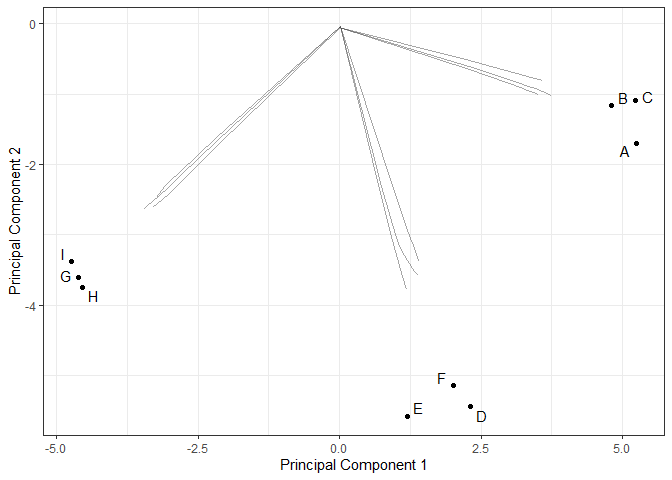 0
B C
A
-2
Principal Component 2
I
G
H
-4
F
E
D
-5.0 -2.5 0.0 2.5 5.0
Principal Component 1